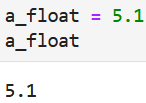 a_float = 5.1
a_float
5.1